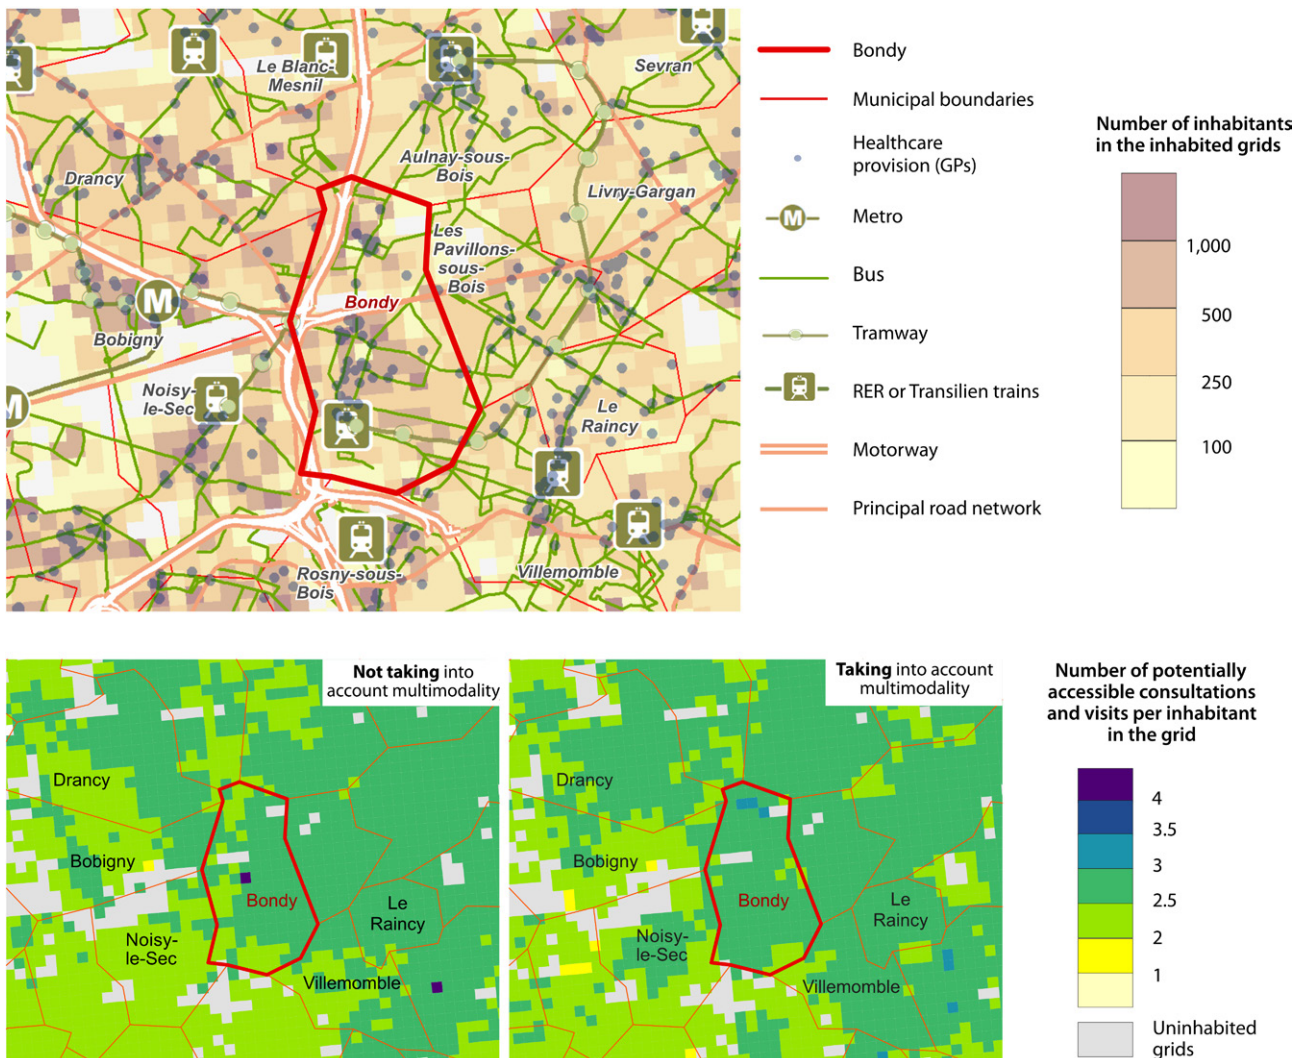 Le Blanc-
Mesnil
Sevran
Drancy
Aulnay-sous-
Bois
Livry-Gargan
Les
Pavillons-
sous-
Bois
M
Bondy
Bobigny
M
Noisy-
le-Sec
Le
Raincy
Rosny-sous-
Bois
Villemomble
Bondy
Municipal boundaries
Healthcare
provision (GPs)
M
Metro
Bus
Tramway
RER or Transilien trains
Motorway
Principal road network
Number of inhabitants
in the inhabited grids
1,000
500
250
100
Not taking into
account multimodality
Drancy
Bobigny
Bondy
Le
Raincy
Noisy-
le-Sec
Villemomble
Taking into account
multimodality
Drancy
Bobigny
Bondy
Le
Raincy
Noisy-
le-Sec
Villemomble
Number of potentially
accessible consultations
and visits per inhabitant
in the grid
4
3.5
3
2.5
2
1
Uninhabited
grids